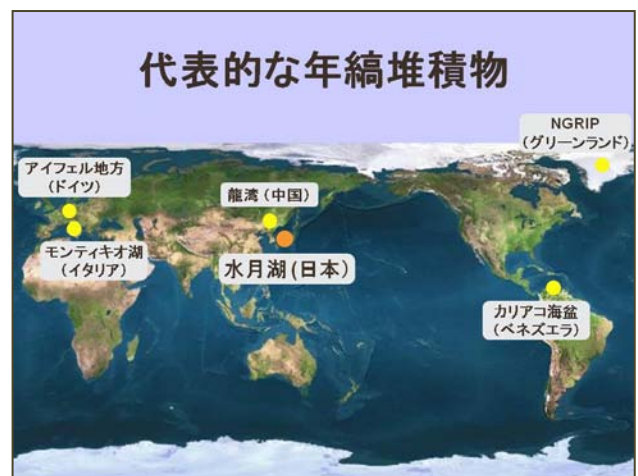 代表的な年縞堆積物
NGRIP
(グリーンランド)
アイフェル地方
(ドイツ)
龍湾(中国)
モンティキオ湖
(イタリア)
水月湖(日本)
カリアコ海盆
(ベネズエラ)